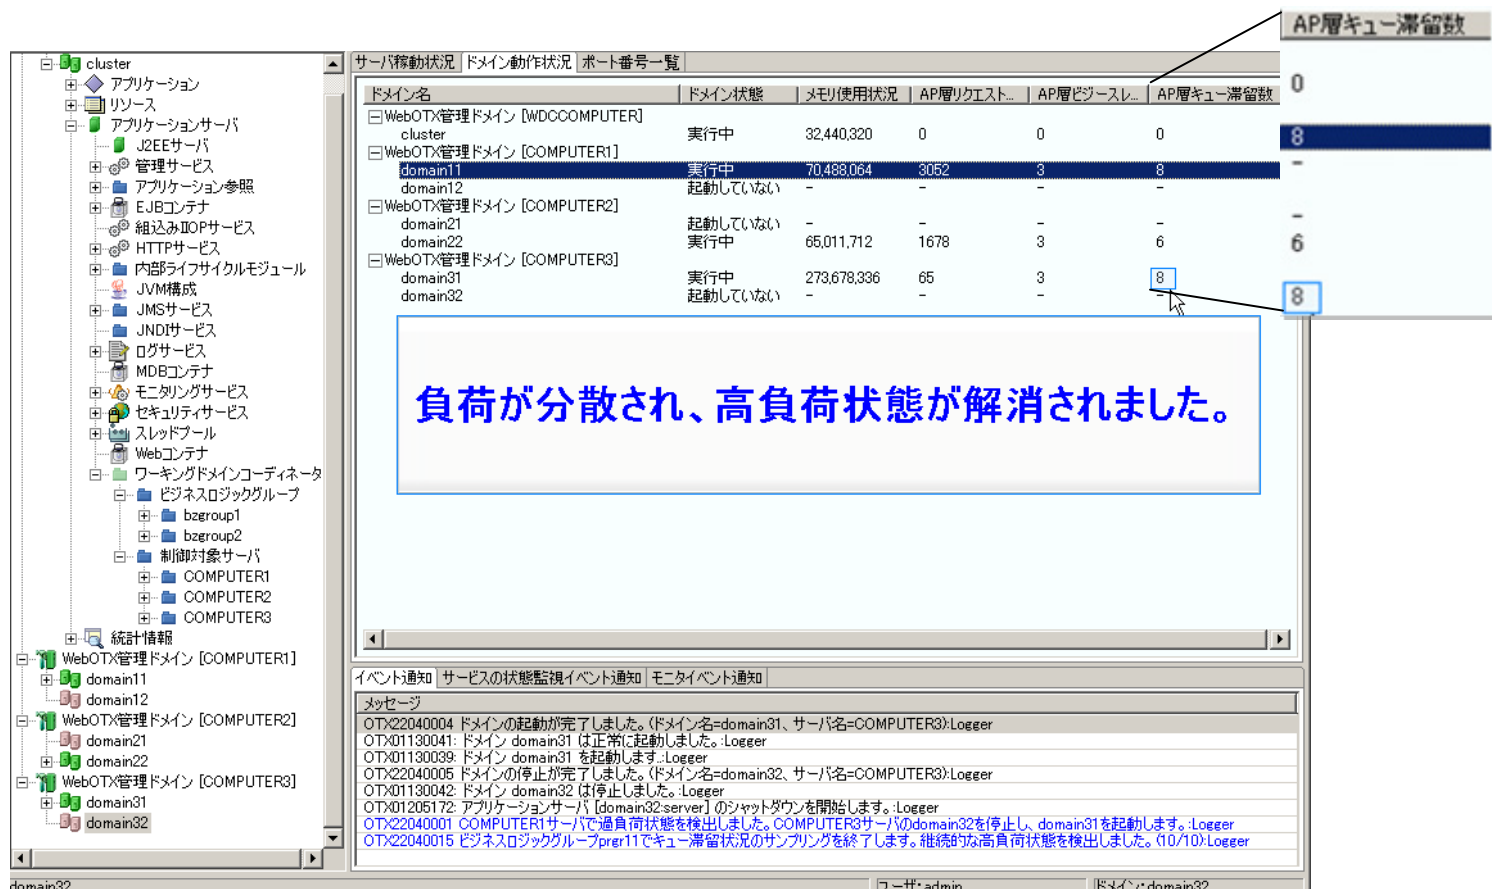 AP層キュー滞留数
0
8
-
-
6
8
cluster
アプリケーション
リソース
アプリケーションサーバ
J2EEサーバ
管理サービス
アプリケーション参照
EJBコンテナ
組込みIIOPサービス
HTTPサービス
内部ライフサイクルモジュール
JVM構成
JMSサービス
JNDIサービス
ログサービス
MDBコンテナ
モニタリングサービス
セキュリティサービス
スレッドプール
Webコンテナ
ワーキングドメインコーディネータ
ビジネスロジックグループ
bzgroup1
bzgroup2
制御対象サーバ
COMPUTER1
COMPUTER2
COMPUTER3
統計情報
WebOTX管理ドメイン [COMPUTER1]
domain11
domain12
WebOTX管理ドメイン [COMPUTER2]
domain21
domain22
WebOTX管理ドメイン [COMPUTER3]
domain31
domain32
サーバ稼動状況 ドメイン動作状況 ポート番号一覧
ドメイン名 ドメイン状態 メモリ使用状況 AP層リクエスト... AP層ビジースレ... AP層キュー滞留数
WebOTX管理ドメイン [WDCCOMPUTER]
cluster 実行中 32,440,320 0 0 0
WebOTX管理ドメイン [COMPUTER1]
domain11 実行中 70,488,064 3052 3 8
domain12 起動していない - - - -
WebOTX管理ドメイン [COMPUTER2]
domain21 起動していない - - - -
domain22 実行中 65,011,712 1678 3 6
WebOTX管理ドメイン [COMPUTER3]
domain31 実行中 273,678,336 65 3 8
domain32 起動していない - - - -
負荷が分散され、高負荷状態が解消されました。
イベント通知 サービスの状態監視イベント通知 モニタイベント通知
メッセージ
OTX22040004 ドメインの起動が完了しました。(ドメイン名=domain31、サーバ名=COMPUTER3):Logger
OTX01130041: ドメイン domain31 は正常に起動しました。:Logger
OTX01130039: ドメイン domain31 を起動します.:Logger
OTX22040005 ドメインの停止が完了しました。(ドメイン名=domain32、サーバ名=COMPUTER3):Logger
OTX01130042: ドメイン domain32 は停止しました。:Logger
OTX01205172: アプリケーションサーバ [domain32:server] のシャットダウンを開始します。:Logger
OTX22040001 COMPUTER1サーバで過負荷状態を検出しました。COMPUTER3サーバのdomain32を停止し、domain31を起動します。:Logger
OTX22040015 ビジネスロジックグループprgr11でキュー滞留状況のサンプリングを終了します。継続的な高負荷状態を検出しました。(10/10):Logger
domain32 ユーザ: admin ドメイン: domain32